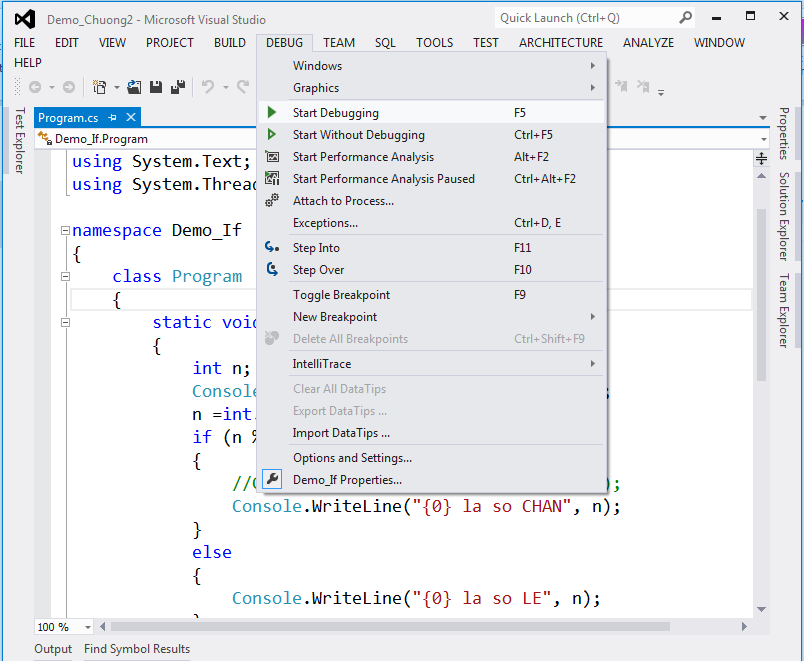 Demo_Chuong2 - Microsoft Visual Studio
Quick Launch (Ctrl+Q)
FILE EDIT VIEW PROJECT BUILD DEBUG TEAM SQL TOOLS TEST ARCHITECTURE ANALYZE WINDOW
HELP
Windows
Graphics
Start Debugging F5
Start Without Debugging Ctrl+F5
Start Performance Analysis Alt+F2
Start Performance Analysis Paused Ctrl+Alt+F2
Attach to Process...
Exceptions... Ctrl+D, E
Step Into F11
Step Over F10
Toggle Breakpoint F9
New Breakpoint
Delete All Breakpoints Ctrl+Shift+F9
IntelliTrace
Clear All DataTips
Export DataTips ...
Import DataTips ...
Options and Settings...
Demo_If Properties...
Test Explorer
Program.cs
Demo_If.Program
using System.Text;
using System.Thread
namespace Demo_If
{
class Program
{
static void
{
int n;
Console ;
n =int.
if (n %
{
// );
Console.WriteLine("{0} la so CHAN", n);
}
else
{
Console.WriteLine("{0} la so LE", n);
Properties
Solution Explorer
Team Explorer
100 %
Output Find Symbol Results